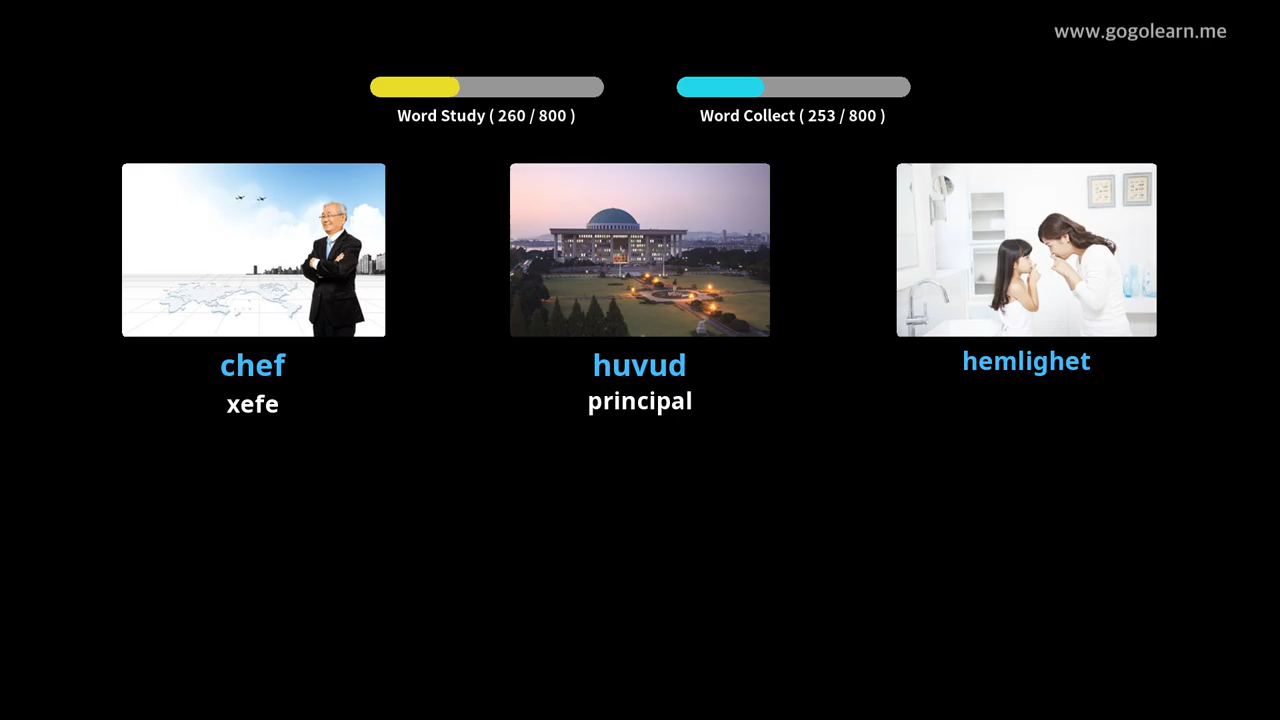 www.gogolearn.me
Word Study ( 260 / 800 )
Word Collect ( 253 / 800 )
chef
xefe
huvud
principal
hemlighet